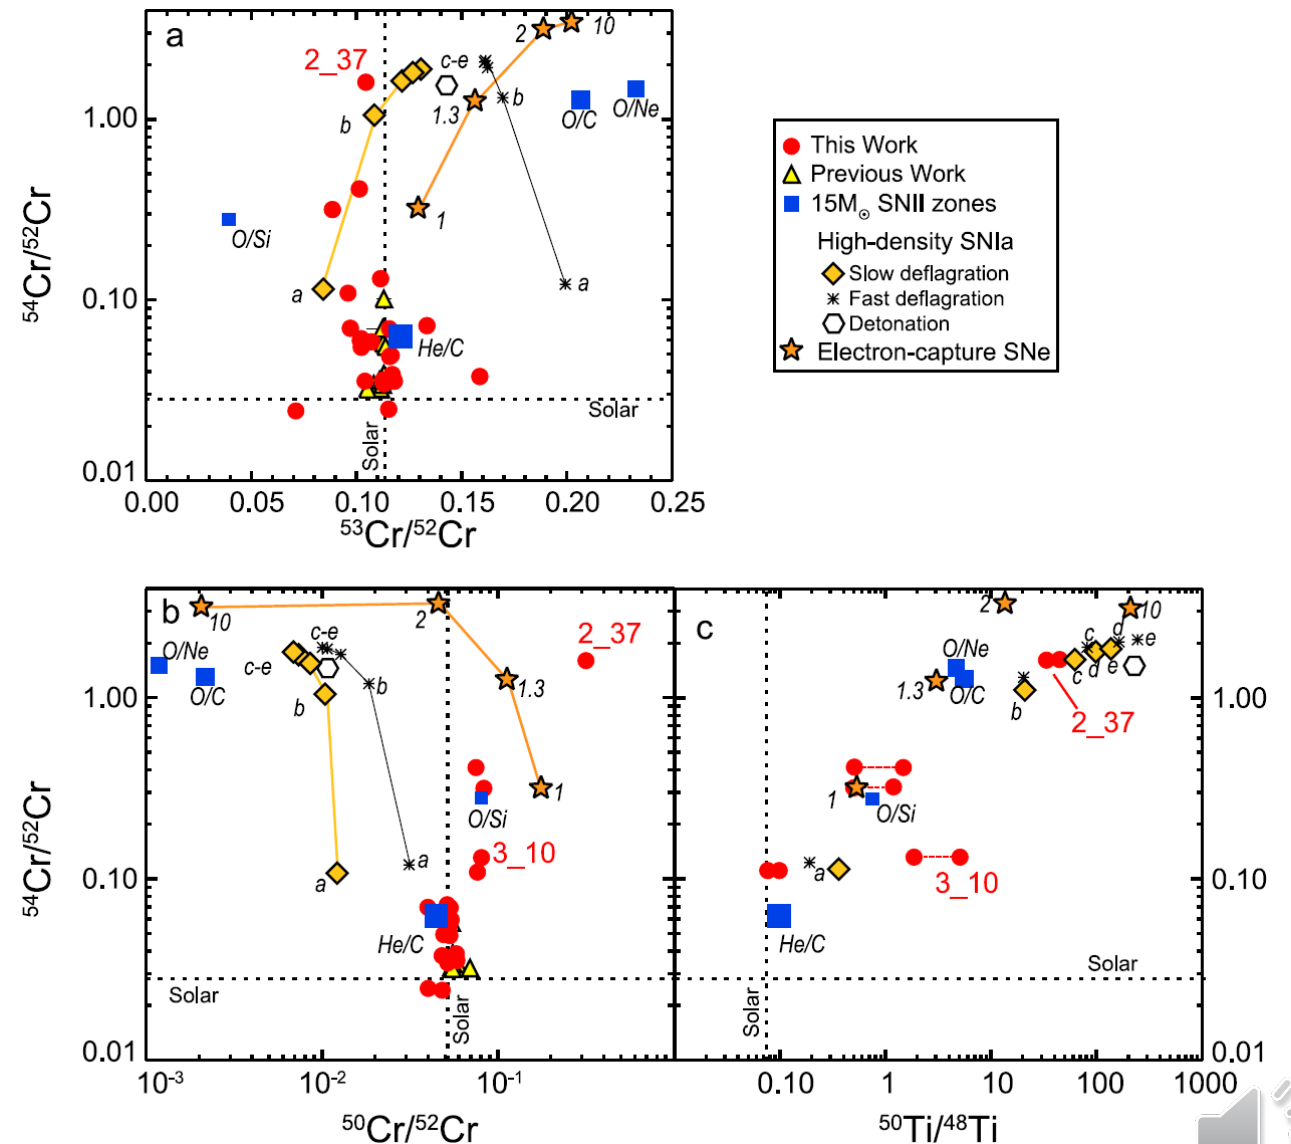 a
2_37
c-e
2
10
1.3
b
b
O/C
O/Ne
O/Si
1
a
a
He/C
Solar
Solar
1.00
0.10
0.01
54Cr/52Cr
0.00
0.05
0.10
0.15
0.20
0.25
53Cr/52Cr
This Work
Previous Work
15M⊙ SNII zones
High-density SNIa
Slow deflagration
Fast deflagration
Detonation
Electron-capture SNe
b
10
2
2_37
O/Ne
O/C
c-e
c-e
b
b
1.3
1
O/Si
3_10
a
a
He/C
Solar
Solar
1.00
0.10
0.01
54Cr/52Cr
10-3
10-2
10-1
50Cr/52Cr
c
2
10
c
d
e
O/Ne
O/C
1.3
c
d
e
b
2_37
1
O/Si
a
3_10
He/C
Solar
Solar
1.00
0.10
0.01
0.10
1
10
100
1000
50Ti/48Ti